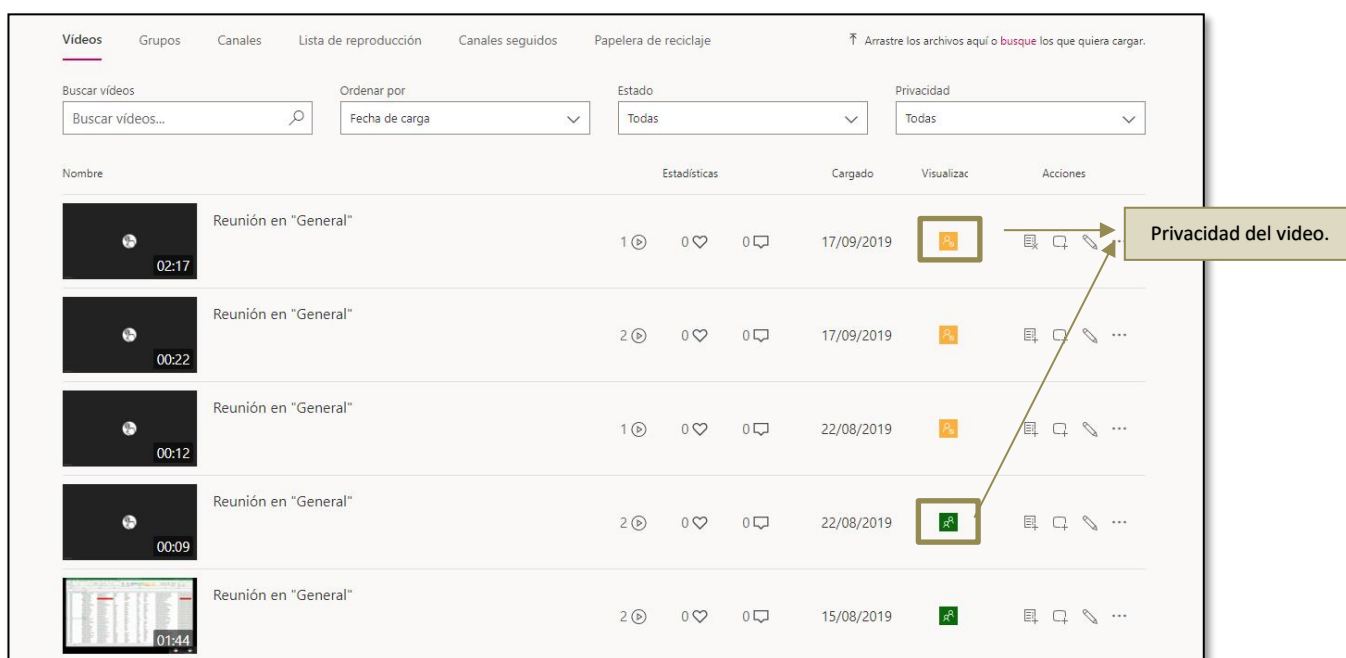 Vídeos Grupos Canales Lista de reproducción Canales seguidos Papelera de reciclaje Arrastre los archivos aquí o busque los que quiera cargar.
Buscar vídeos Ordenar por Estado Privacidad
Buscar vídeos... Fecha de carga Todas Todas
Nombre Estadísticas Cargado Visualizac Acciones
Reunión en "General"
1 0 0 17/09/2019
02:17
Privacidad del video.
Reunión en "General"
2 0 0 17/09/2019
00:22
Reunión en "General"
1 0 0 22/08/2019
00:12
Reunión en "General"
2 0 0 22/08/2019
00:09
Reunión en "General"
2 0 0 15/08/2019
01:44